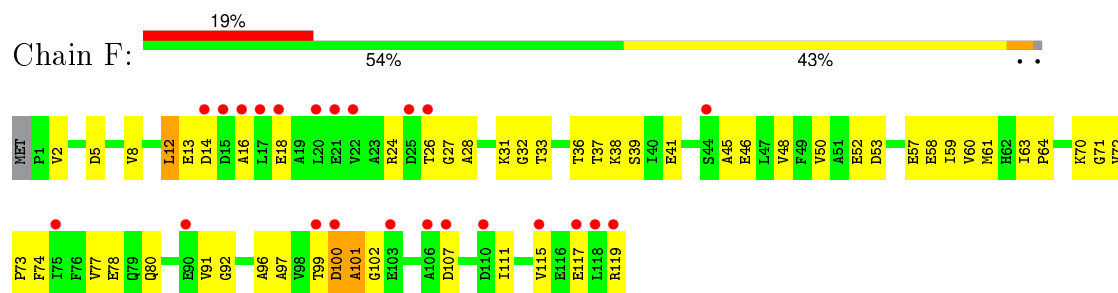 19%
Chain F:
54% 43% • •
MET P1 V2 D5 V8 L12 E13 D14 D15 A16 L17 E18 A19 L20 E21 V22 A23 R24 D25 T26 G27 A28 K31 G32 T33 T36 T37 K38 S39 I40 E41 S44 A45 E46 L47 V48 F49 V50 A51 E52 D53 E57 E58 I59 V60 M61 H62 I63 P64 K70 G71 V72
P73 F74 I75 F76 V77 E78 Q79 Q80 E90 V91 G92 A96 A97 V98 T99 D100 A101 G102 E103 A106 D107 D110 I111 V115 E116 E117 L118 R119